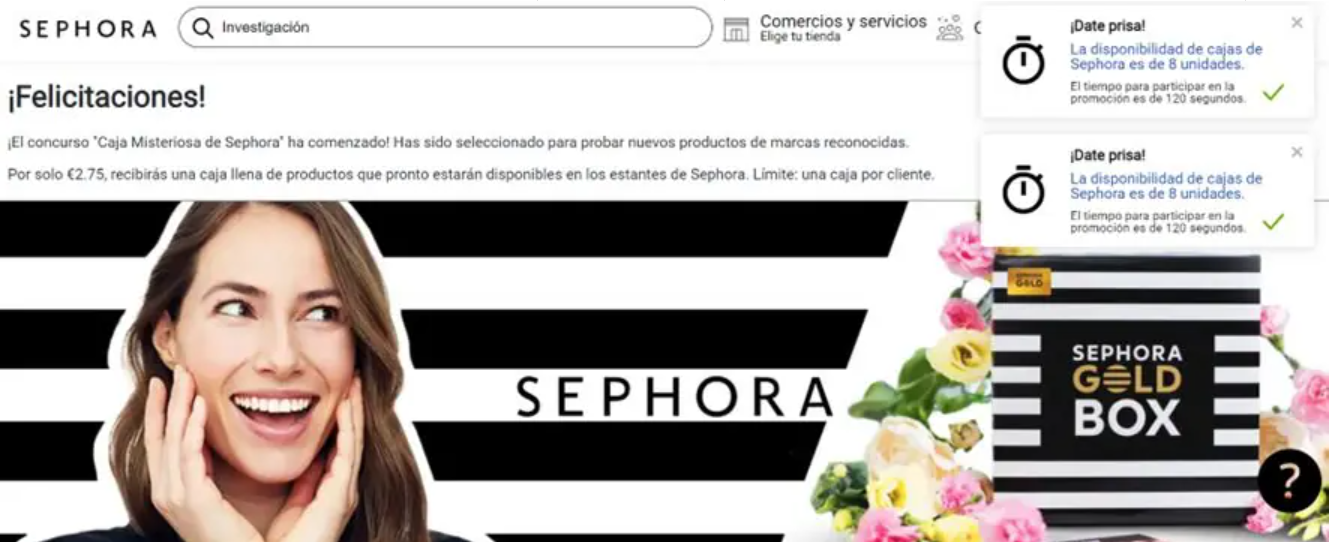 SEPHORA
Investigación
Comercios y servicios
Elige tu tienda
¡Date prisa!
La disponibilidad de cajas de
Sephora es de 8 unidades.
El tiempo para participar en la
promoción es de 120 segundos.
¡Date prisa!
La disponibilidad de cajas de
Sephora es de 8 unidades.
El tiempo para participar en la
promoción es de 120 segundos.
¡Felicitaciones!
¡El concurso "Caja Misteriosa de Sephora" ha comenzado! Has sido seleccionado para probar nuevos productos de marcas reconocidas.
Por solo €2.75, recibirás una caja llena de productos que pronto estarán disponibles en los estantes de Sephora. Límite: una caja por cliente.
SEPHORA
SEPHORA
GOLD
SEPHORA
GOLD
BOX
?